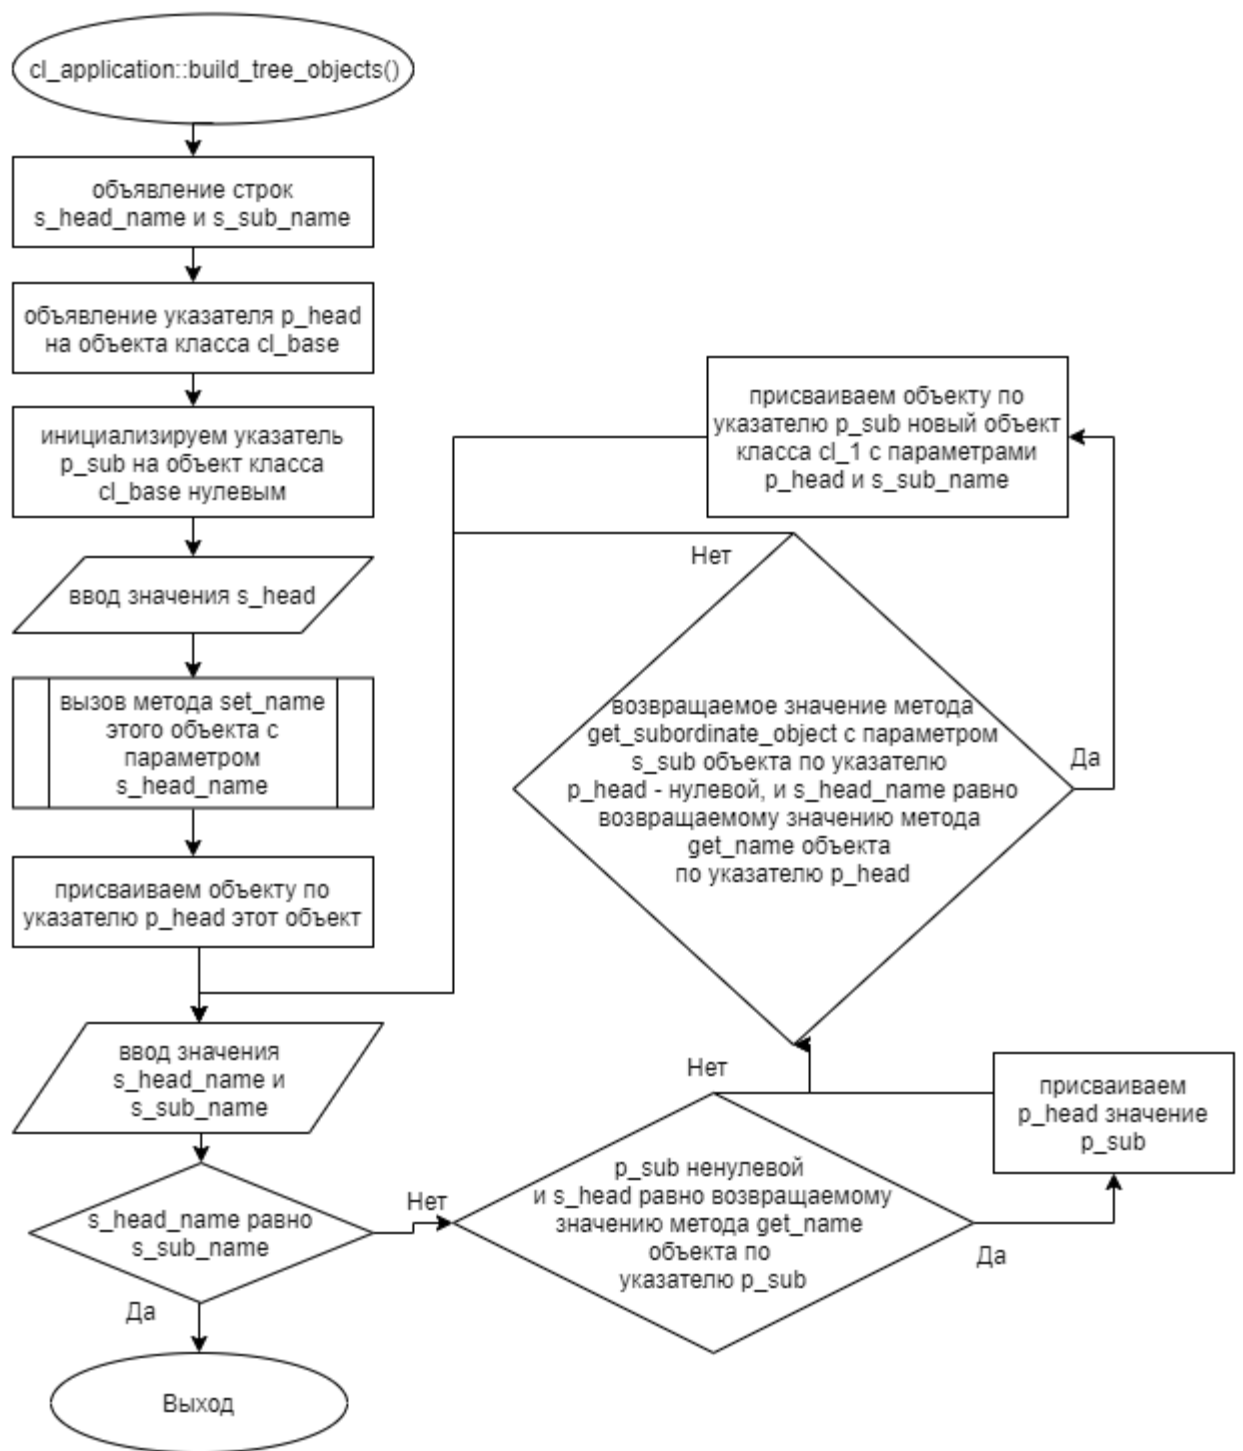 cl_application::build_tree_objects()
объявление строк
s_head_name и s_sub_name
объявление указателя p_head
на объекта класса cl_base
инициализируем указатель
p_sub на объект класса
cl_base нулевым
ввод значения s_head
вызов метода set_name
этого объекта с
параметром
s_head_name
присваиваем объекту по
указателю p_head этот объект
ввод значения
s_head_name и
s_sub_name
s_head_name равно
s_sub_name
Да
Выход
Нет
p_sub ненулевой
и s_head равно возвращаемому
значению метода get_name
объекта по
указателю p_sub
Да
присваиваем
p_head значение
p_sub
Нет
возвращаемое значение метода
get_subordinate_object с параметром
s_sub объекта по указателю
p_head - нулевой, и s_head_name равно
возвращаемому значению метода
get_name объекта
по указателю p_head
Нет
Да
присваиваем объекту по
указателю p_sub новый объект
класса cl_1 с параметрами
p_head и s_sub_name